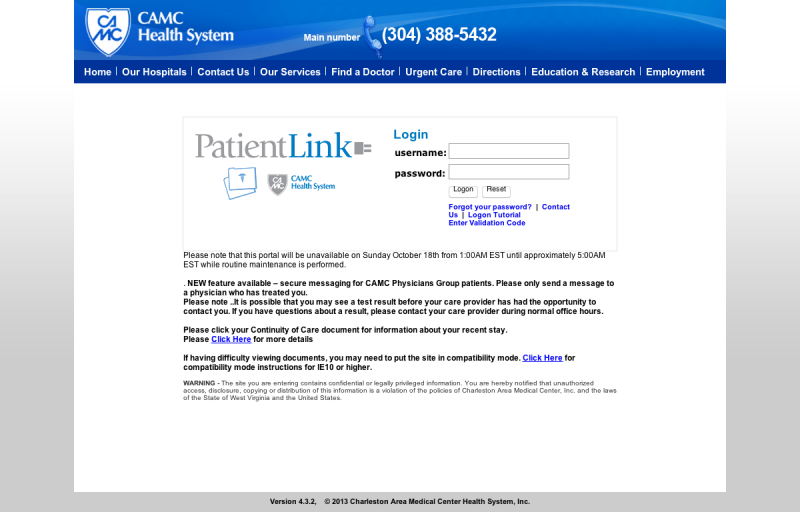 CAMC
Health System
Main number (304) 388-5432
Home | Our Hospitals | Contact Us | Our Services | Find a Doctor | Urgent Care | Directions | Education & Research | Employment
PatientLink
CAMC
Health System
Login
username:
password:
Logon Reset
Forgot your password? | Contact
Us | Logon Tutorial
Enter Validation Code
Please note that this portal will be unavailable on Sunday October 18th from 1:00AM EST until approximately 5:00AM
EST while routine maintenance is performed.
. NEW feature available – secure messaging for CAMC Physicians Group patients. Please only send a message to
a physician who has treated you.
Please note ..It is possible that you may see a test result before your care provider has had the opportunity to
contact you. If you have questions about a result, please contact your care provider during normal office hours.
Please click your Continuity of Care document for information about your recent stay.
Please Click Here for more details
If having difficulty viewing documents, you may need to put the site in compatibility mode. Click Here for
compatibility mode instructions for IE10 or higher.
WARNING - The site you are entering contains confidential or legally privileged information. You are hereby notified that unauthorized
access, disclosure, copying or distribution of this information is a violation of the policies of Charleston Area Medical Center, Inc. and the laws
of the State of West Virginia and the United States.
Version 4.3.2, © 2013 Charleston Area Medical Center Health System, Inc.